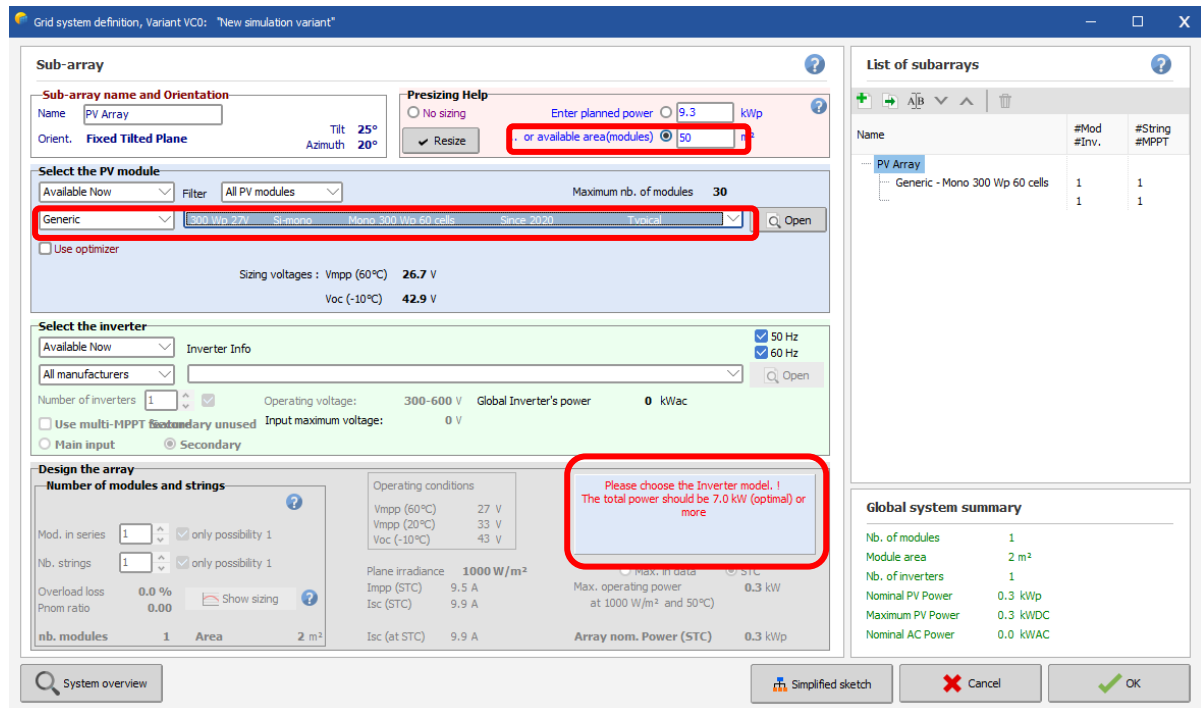 Grid system definition, Variant VC0: "New simulation variant"
Sub-array
Sub-array name and Orientation
Name PV Array
Orient. Fixed Tilted Plane
Tilt 25°
Azimuth 20°
Presizing Help
No sizing
Enter planned power 9.3 kWp
Resize
.. or available area(modules) 50 m²
Select the PV module
Available Now Filter All PV modules Maximum nb. of modules 30
Generic 300 Wp 27V Si-mono Mono 300 Wp 60 cells Since 2020 Typical Open
Use optimizer
Sizing voltages : Vmpp (60°C) 26.7 V
Voc (-10°C) 42.9 V
Select the inverter
Available Now Inverter Info
50 Hz
60 Hz
All manufacturers Open
Number of inverters 1 Operating voltage: 300-600 V Global Inverter's power 0 kWac
Use multi-MPPT Secondary unused Input maximum voltage: 0 V
Main input Secondary
Design the array
Number of modules and strings
Mod. in series 1 only possibility 1
Nb. strings 1 only possibility 1
Overload loss 0.0 %
Pnom ratio 0.00
Show sizing
nb. modules 1 Area 2 m²
Operating conditions
Vmpp (60°C) 27 V
Vmpp (20°C) 33 V
Voc (-10°C) 43 V
Plane irradiance 1000 W/m²
Impp (STC) 9.5 A
Isc (STC) 9.9 A
Isc (at STC) 9.9 A
Please choose the Inverter model. !
The total power should be 7.0 kW (optimal) or
more
Max. in data STC
Max. operating power 0.3 kW
at 1000 W/m² and 50°C)
Array nom. Power (STC) 0.3 kWp
List of subarrays
Name
#Mod #String
#Inv. #MPPT
PV Array
Generic - Mono 300 Wp 60 cells 1 1
1 1
Global system summary
Nb. of modules 1
Module area 2 m²
Nb. of inverters 1
Nominal PV Power 0.3 kWp
Maximum PV Power 0.3 kWDC
Nominal AC Power 0.0 kWAC
System overview
Simplified sketch
Cancel
OK